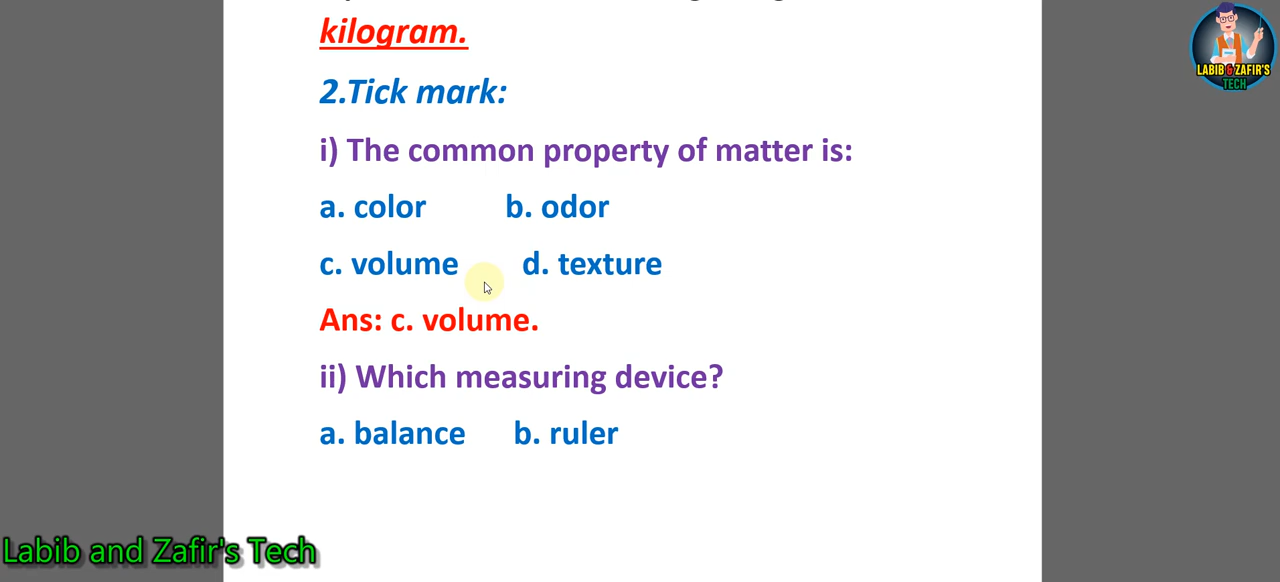 kilogram.
2.Tick mark:
i) The common property of matter is:
a. color b. odor
c. volume d. texture
Ans: c. volume.
ii) Which measuring device?
a. balance b. ruler
Labib and Zafir's Tech
LABIB & ZAFIR'S
TECH